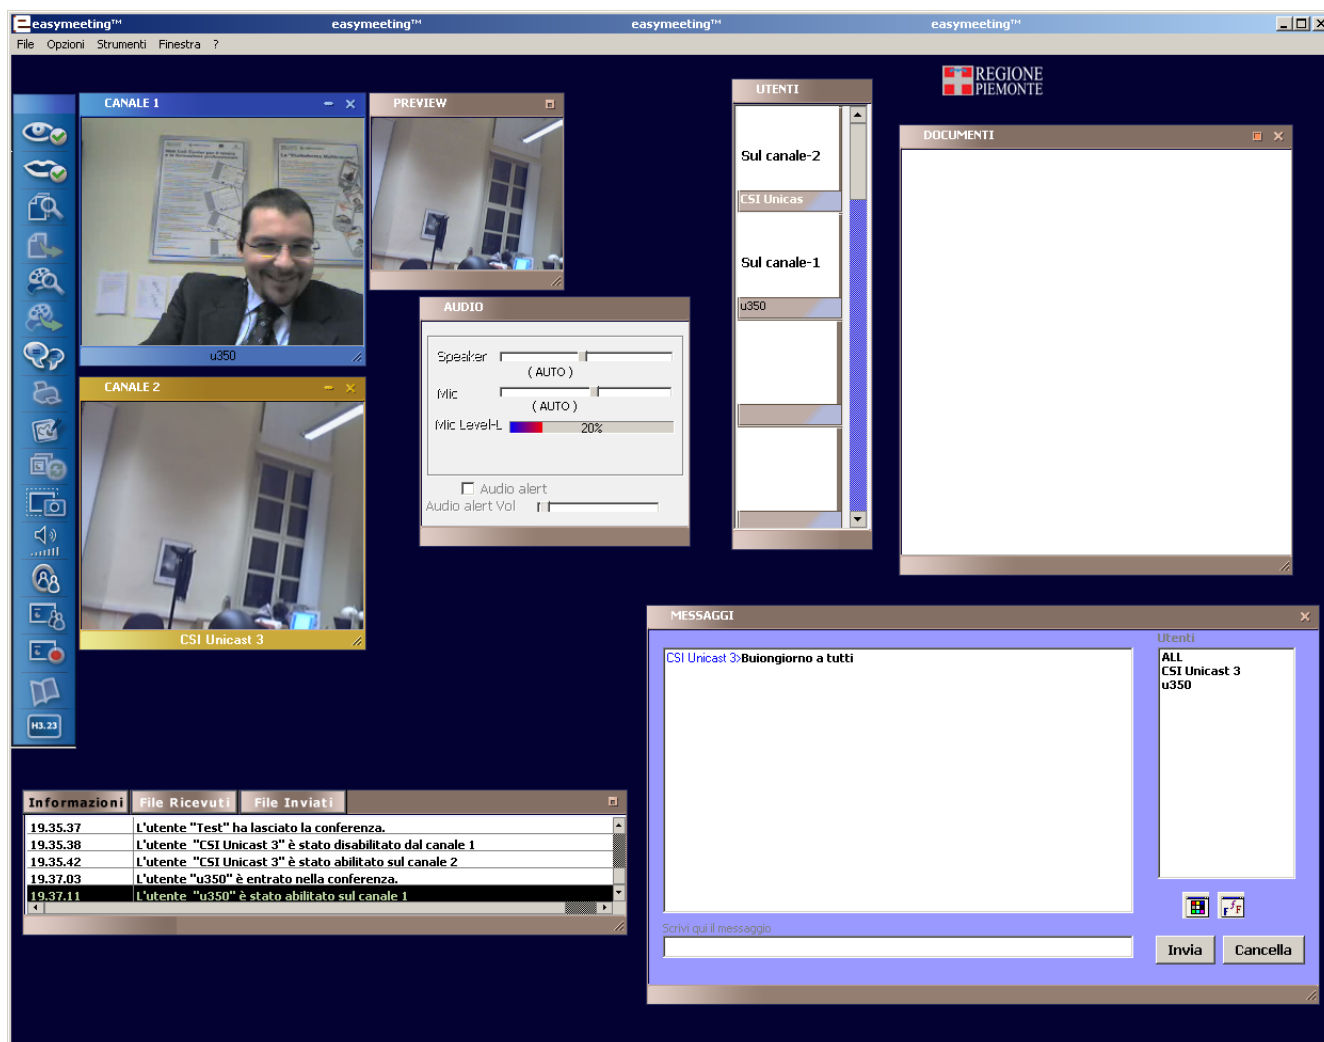 easymeeting™ easymeeting™ easymeeting™ easymeeting™
File Opzioni Strumenti Finestra ?
REGIONE
PIEMONTE
CANALE 1
u350
CANALE 2
CSI Unicast 3
PREVIEW
AUDIO
Speaker
( AUTO )
Mic
( AUTO )
Mic Level-L 20%
Audio alert
Audio alert Vol
UTENTI
Sul canale-2
CSI Unicas
Sul canale-1
u350
DOCUMENTI
H3.23
MESSAGGI
CSI Unicast 3>Buiongiorno a tutti
Utenti
ALL
CSI Unicast 3
u350
Scrivi qui il messaggio
Invia Cancella
Informazioni File Ricevuti File Inviati
19.35.37 L'utente "Test" ha lasciato la conferenza.
19.35.38 L'utente "CSI Unicast 3" è stato disabilitato dal canale 1
19.35.42 L'utente "CSI Unicast 3" è stato abilitato sul canale 2
19.37.03 L'utente "u350" è entrato nella conferenza.
19.37.11 L'utente "u350" è stato abilitato sul canale 1